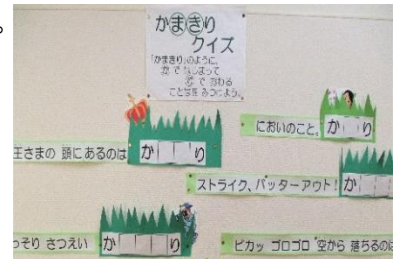 かまきり
クイズ
「かまきり」のように、
か で はじまって
り で おわる
ことばを みつけよう。
においのこと。
か り
王さまの 頭に あるのは
か り
ストライク、バッターアウト!
か
っそり さつえい
か り
ピカッ ゴロゴロ 空から 落ちるのは